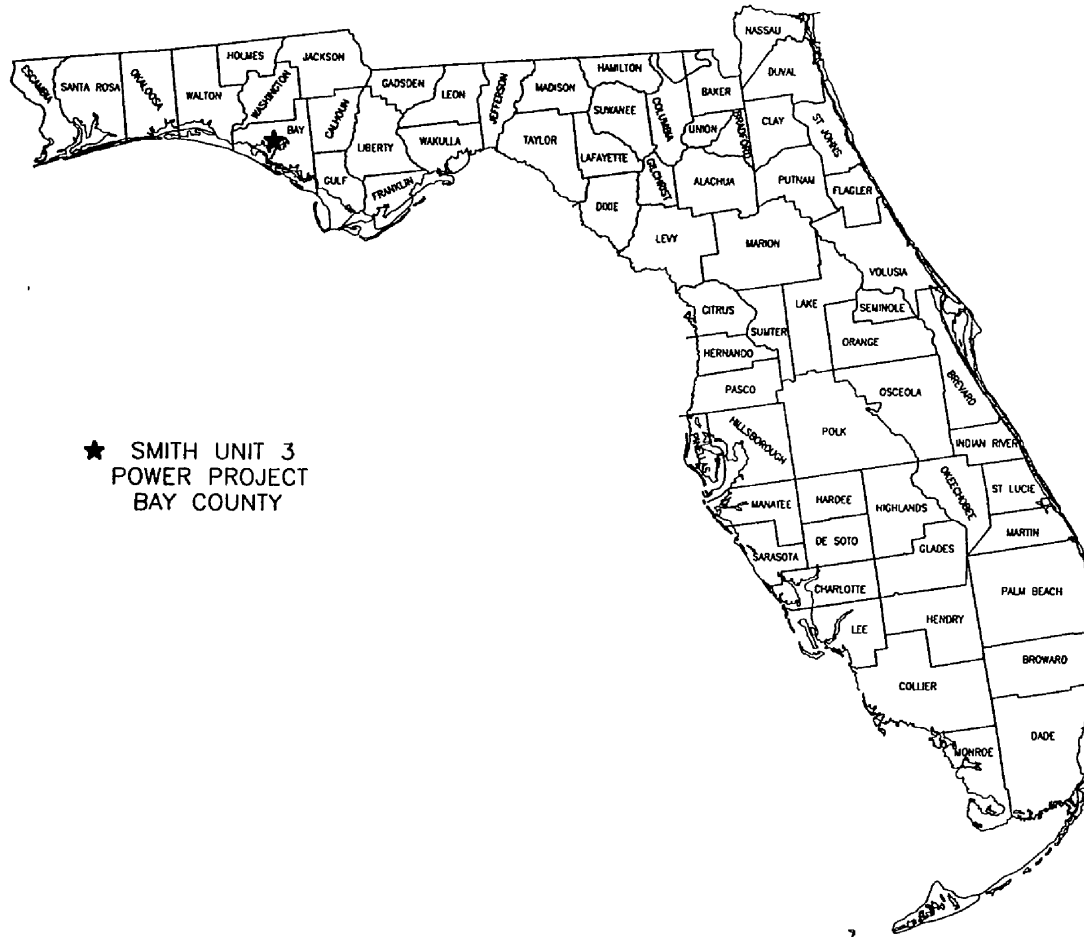 NASSAU
HOLMES
JACKSON
ESCAMBIA
SANTA ROSA
OKALOOSA
WALTON
WASHINGTON
BAY
CALHOUN
GADSDEN
LEON
JEFFERSON
MADISON
HAMILTON
SUWANEE
COLUMBIA
BAKER
DUVAL
UNION
BRADFORD
CLAY
ST JOHNS
LIBERTY
WAKULLA
TAYLOR
LAFAYETTE
GILCHRIST
ALACHUA
PUTNAM
FLAGLER
GULF
FRANKLIN
DIXIE
LEVY
MARION
VOLUSIA
CITRUS
SUMTER
LAKE
SEMINOLE
ORANGE
HERNANDO
PASCO
OSCEOLA
BREVARD
PINELLAS
HILLSBOROUGH
POLK
INDIAN RIVER
★ SMITH UNIT 3
POWER PROJECT
BAY COUNTY
MANATEE
HARDEE
HIGHLANDS
OKEECHOBEE
ST LUCIE
MARTIN
SARASOTA
DE SOTO
GLADES
CHARLOTTE
PALM BEACH
LEE
HENDRY
BROWARD
COLLIER
DADE
MONROE